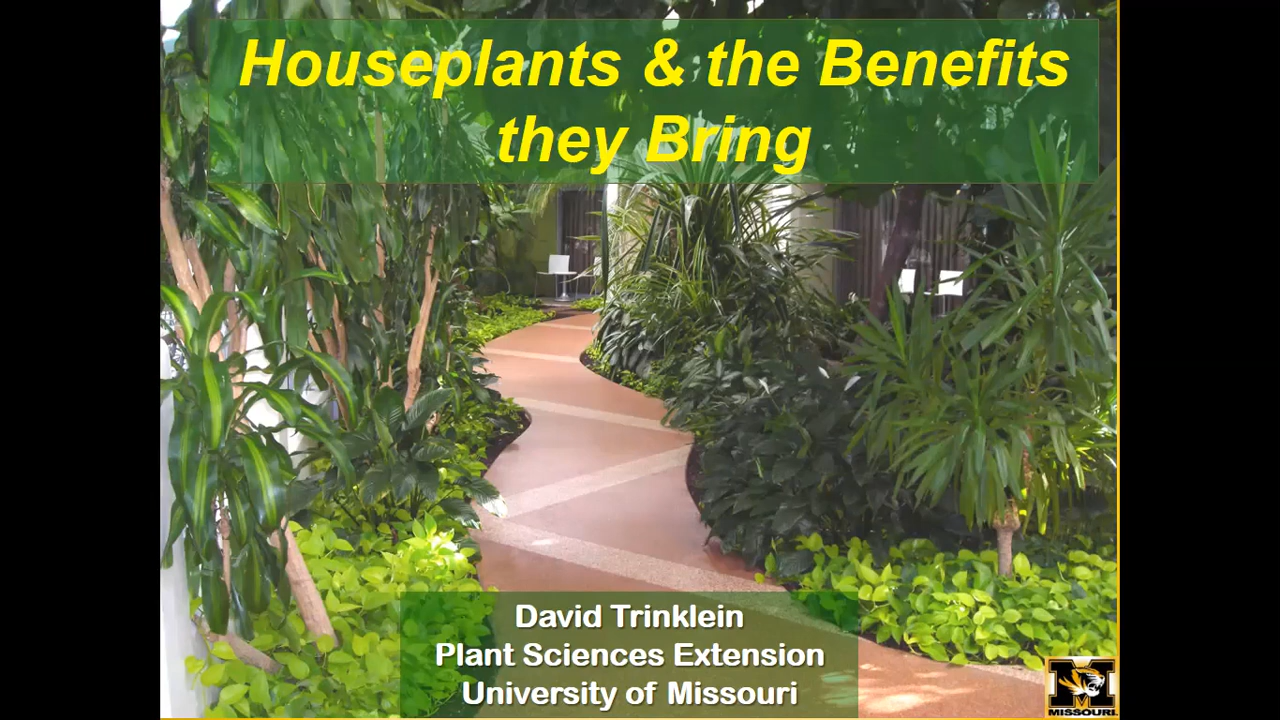 Houseplants & the Benefits
they Bring
David Trinklein
Plant Sciences Extension
University of Missouri
MISSOURI